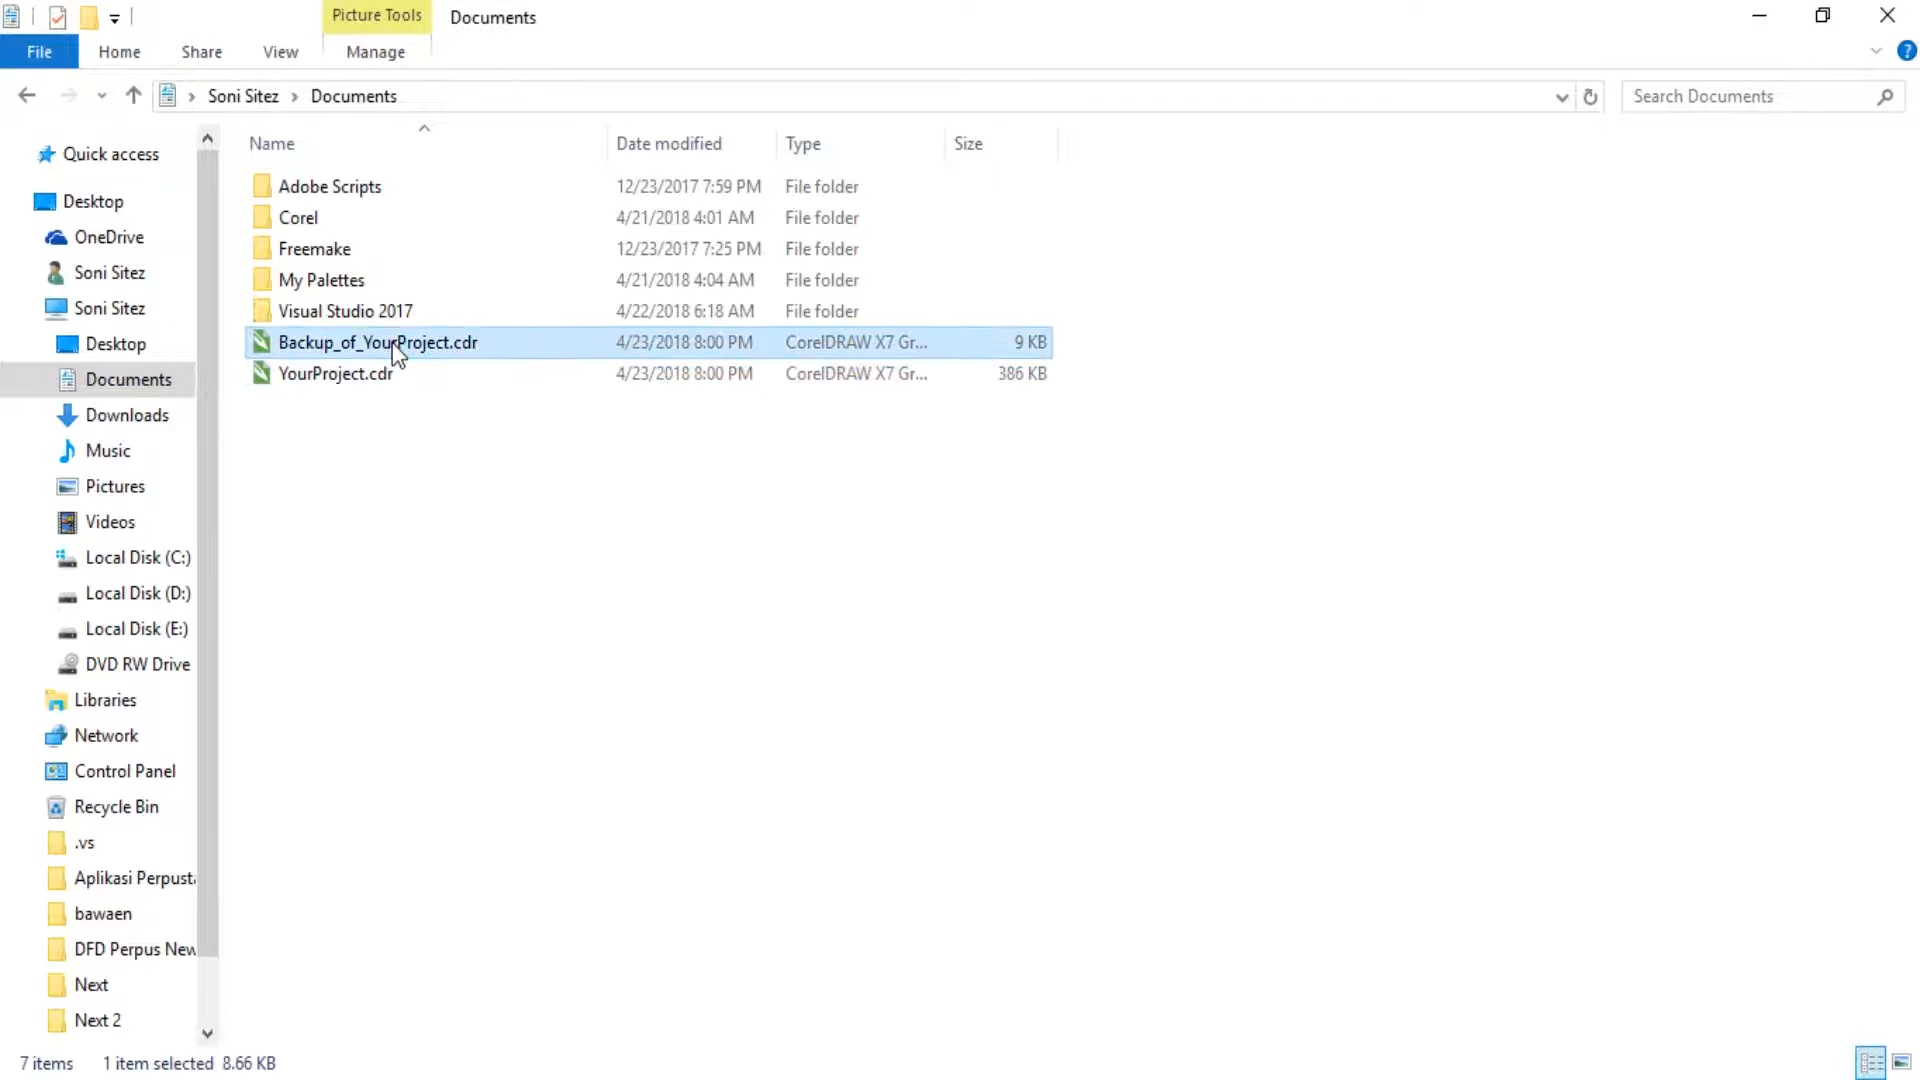 Picture Tools Documents
File Home Share View Manage
Soni Sitez Documents Search Documents
Name Date modified Type Size
Quick access
Desktop
OneDrive
Soni Sitez
Soni Sitez
Desktop
Documents
Downloads
Music
Pictures
Videos
Local Disk (C:)
Local Disk (D:)
Local Disk (E:)
DVD RW Drive
Libraries
Network
Control Panel
Recycle Bin
.vs
Aplikasi Perpusta
bawaen
DFD Perpus New
Next
Next 2
Adobe Scripts 12/23/2017 7:59 PM File folder
Corel 4/21/2018 4:01 AM File folder
Freemake 12/23/2017 7:25 PM File folder
My Palettes 4/21/2018 4:04 AM File folder
Visual Studio 2017 4/22/2018 6:18 AM File folder
Backup_of_YourProject.cdr 4/23/2018 8:00 PM CorelDRAW X7 Gr... 9 KB
YourProject.cdr 4/23/2018 8:00 PM CorelDRAW X7 Gr... 386 KB
7 items 1 item selected 8.66 KB